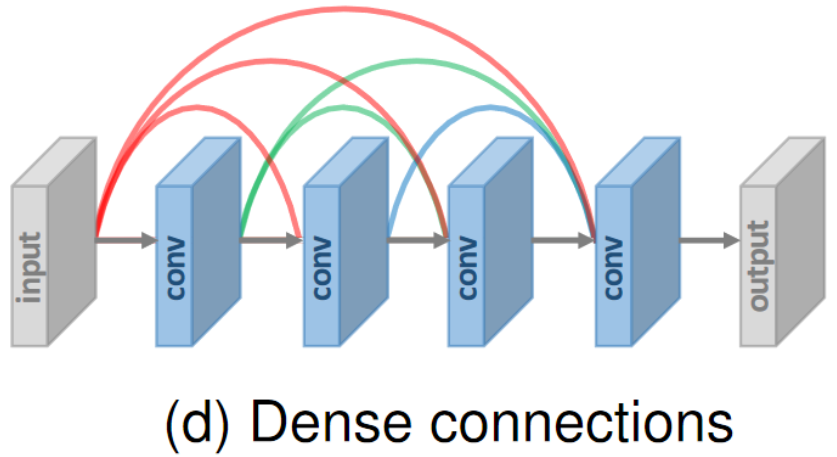 input
conv
conv
conv
conv
output
(d) Dense connections